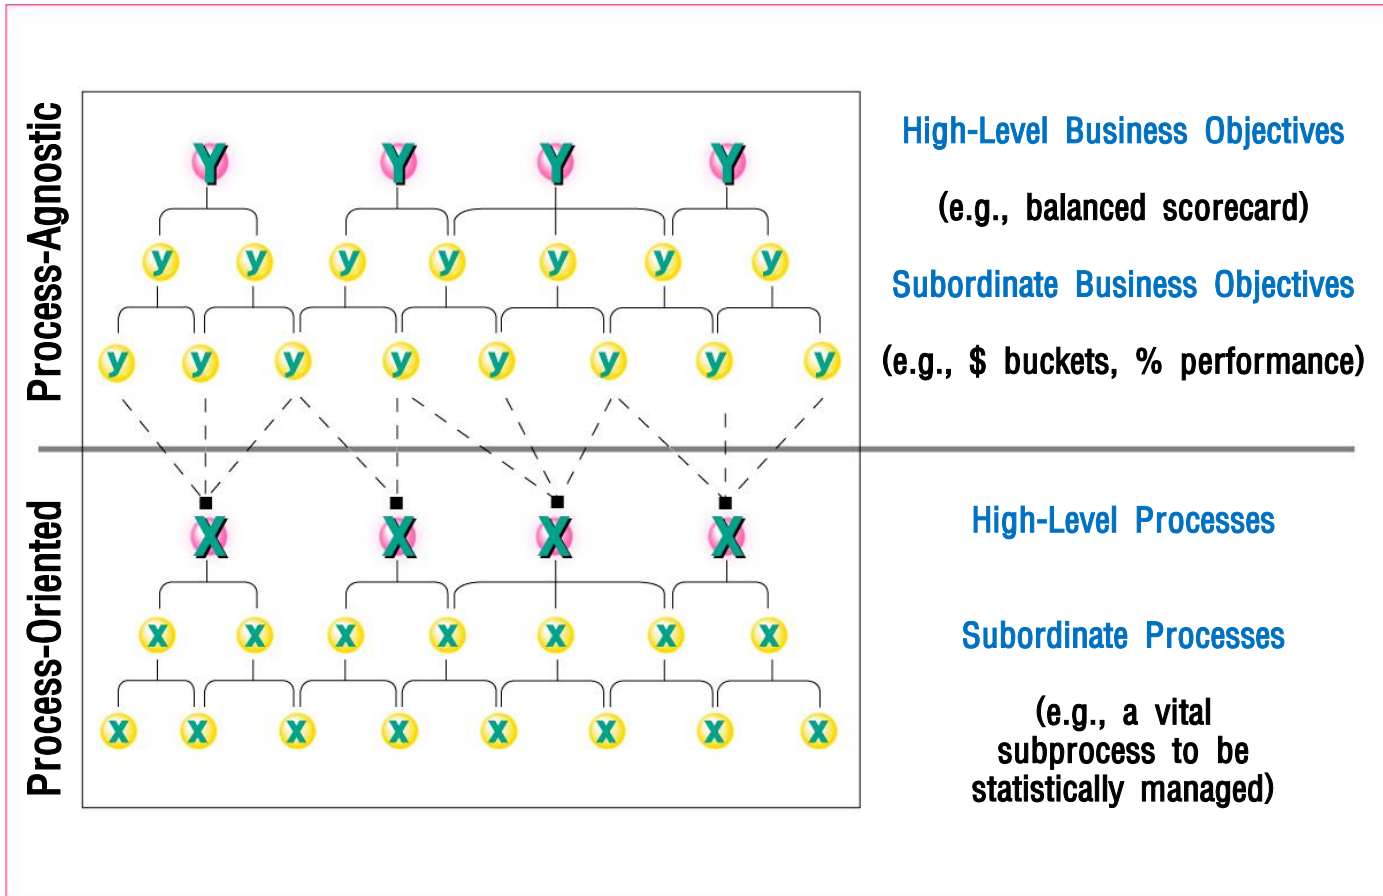 Process-Agnostic
Y Y Y Y
y y y y y y y
y y y y y y y y
High-Level Business Objectives
(e.g., balanced scorecard)
Subordinate Business Objectives
(e.g., $ buckets, % performance)
Process-Oriented
X X X X
x x x x x x x
x x x x x x x x
High-Level Processes
Subordinate Processes
(e.g., a vital
subprocess to be
statistically managed)